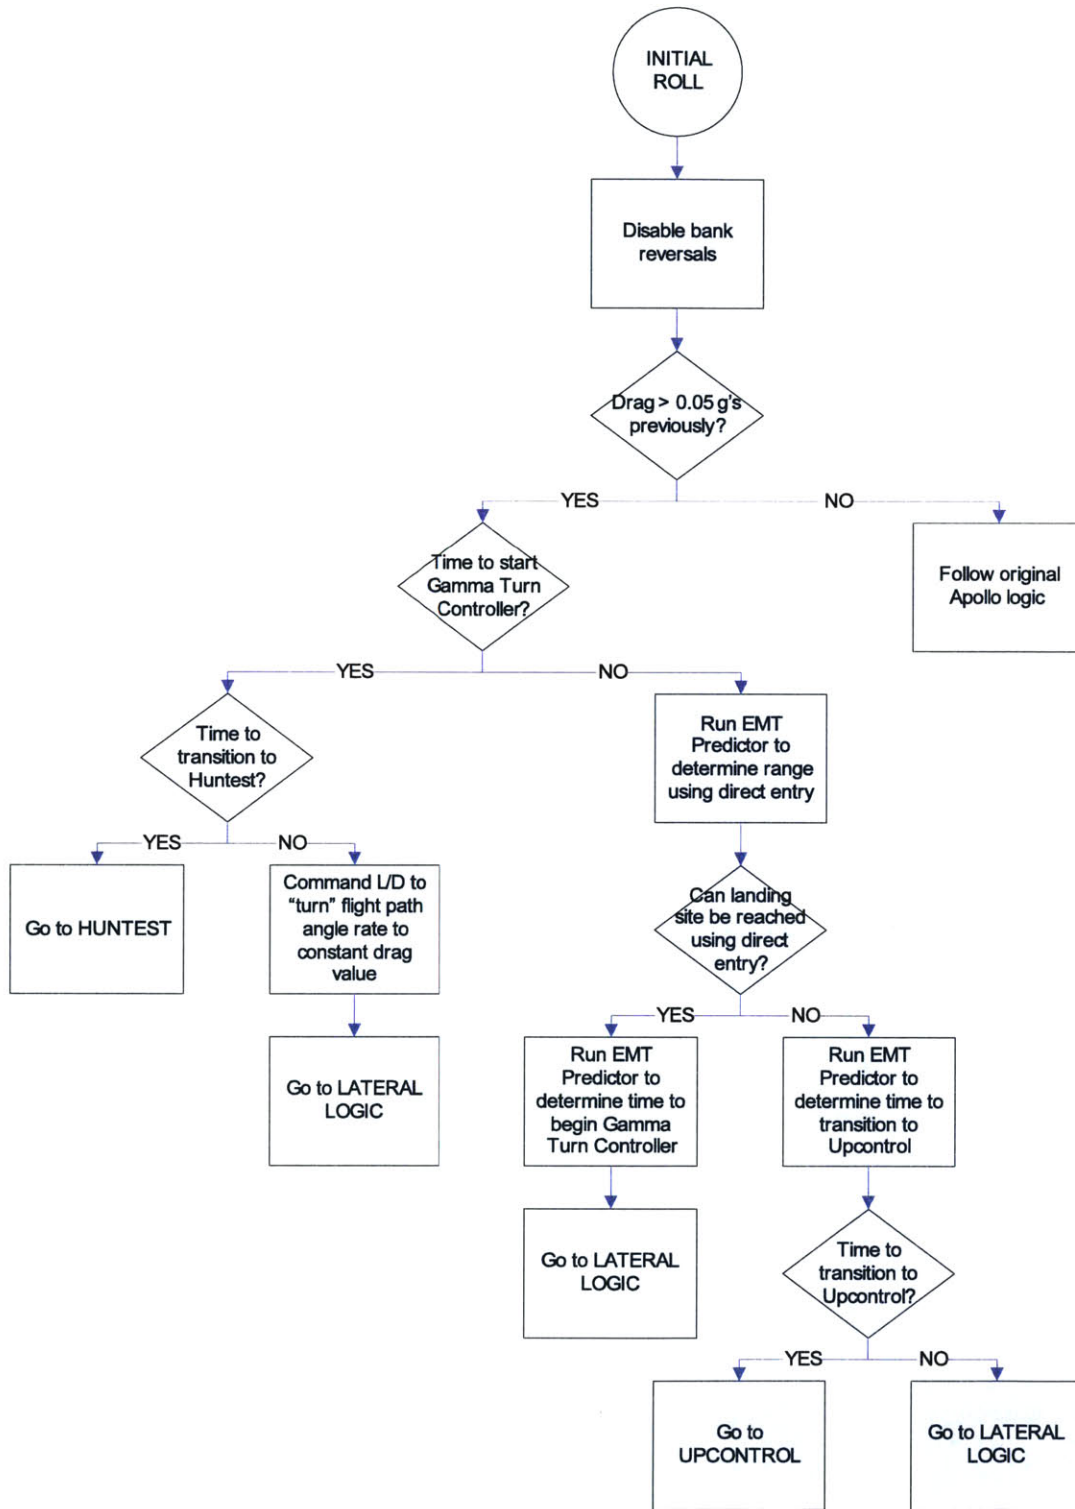 INITIAL
ROLL
Disable bank
reversals
Drag > 0.05 g's
previously?
YES
NO
Time to start
Gamma Turn
Controller?
Follow original
Apollo logic
YES
NO
Time to
transition to
Huntest?
Run EMT
Predictor to
determine range
using direct entry
YES
NO
Go to HUNTEST
Command L/D to
“turn” flight path
angle rate to
constant drag
value
Can landing
site be reached
using direct
entry?
YES
NO
Go to LATERAL
LOGIC
Run EMT
Predictor to
determine time to
begin Gamma
Turn Controller
Run EMT
Predictor to
determine time to
transition to
Upcontrol
Go to LATERAL
LOGIC
Time to
transition to
Upcontrol?
YES
NO
Go to
UPCONTROL
Go to LATERAL
LOGIC